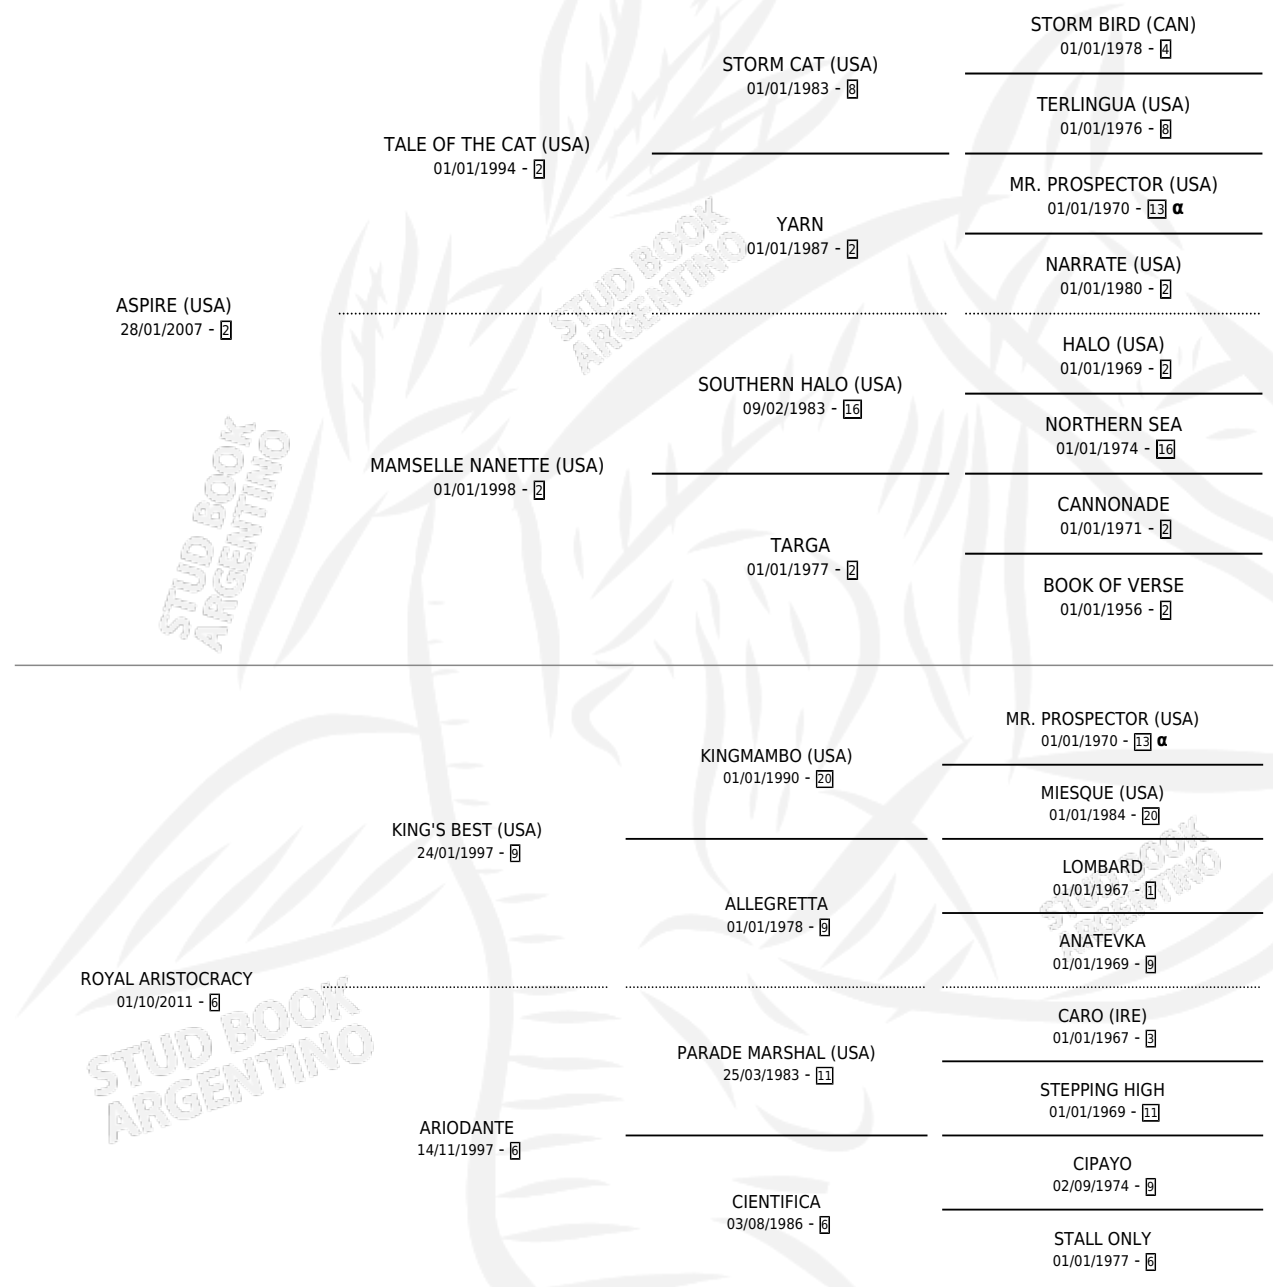 STORM BIRD (CAN)
01/01/1978 - 4
STORM CAT (USA)
01/01/1983 - 8
TERLINGUA (USA)
01/01/1976 - 8
TALE OF THE CAT (USA)
01/01/1994 - 2
MR. PROSPECTOR (USA)
01/01/1970 - 13 α
YARN
01/01/1987 - 2
NARRATE (USA)
01/01/1980 - 2
ASPIRE (USA)
28/01/2007 - 2
STUD BOOK
ARGENTINO
HALO (USA)
01/01/1969 - 2
SOUTHERN HALO (USA)
09/02/1983 - 16
NORTHERN SEA
01/01/1974 - 16
MAMSELLE NANETTE (USA)
01/01/1998 - 2
CANNONADE
01/01/1971 - 2
TARGA
01/01/1977 - 2
BOOK OF VERSE
01/01/1956 - 2
STUD BOOK
ARGENTINO
MR. PROSPECTOR (USA)
01/01/1970 - 13 α
KINGMAMBO (USA)
01/01/1990 - 20
MIESQUE (USA)
01/01/1984 - 20
KING'S BEST (USA)
24/01/1997 - 9
LOMBARD
01/01/1967 - 1
ALLEGRETTA
01/01/1978 - 9
ANATEVKA
01/01/1969 - 9
STUD BOOK
ARGENTINO
ROYAL ARISTOCRACY
01/10/2011 - 6
CARO (IRE)
01/01/1967 - 3
PARADE MARSHAL (USA)
25/03/1983 - 11
STEPPING HIGH
01/01/1969 - 11
ARIODANTE
14/11/1997 - 6
CIPAYO
02/09/1974 - 9
CIENTIFICA
03/08/1986 - 6
STALL ONLY
01/01/1977 - 6
STUD BOOK
ARGENTINO